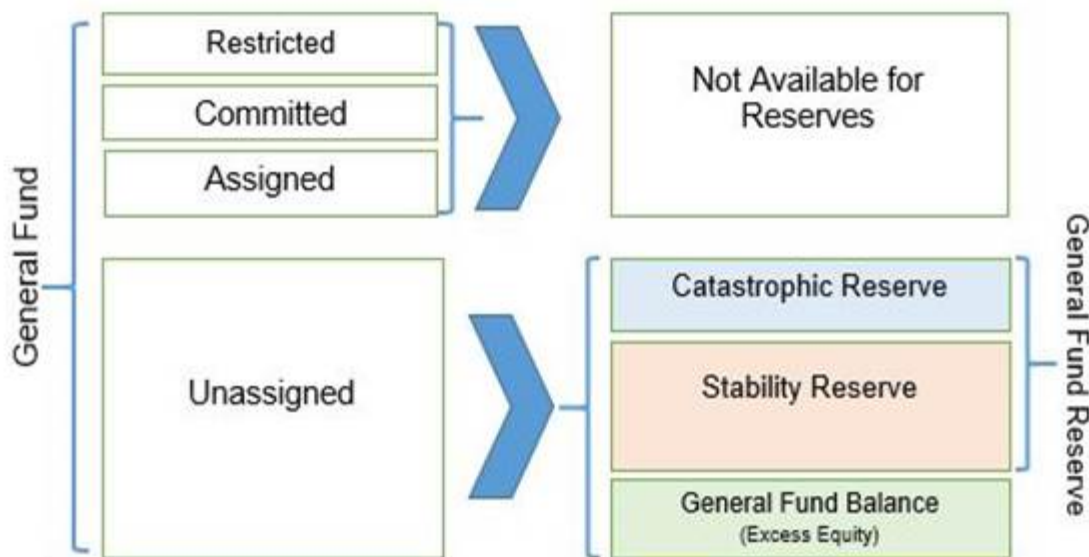 General Fund
Restricted
Committed
Assigned
Unassigned
Not Available for
Reserves
Catastrophic Reserve
Stability Reserve
General Fund Balance
(Excess Equity)
General Fund Reserve